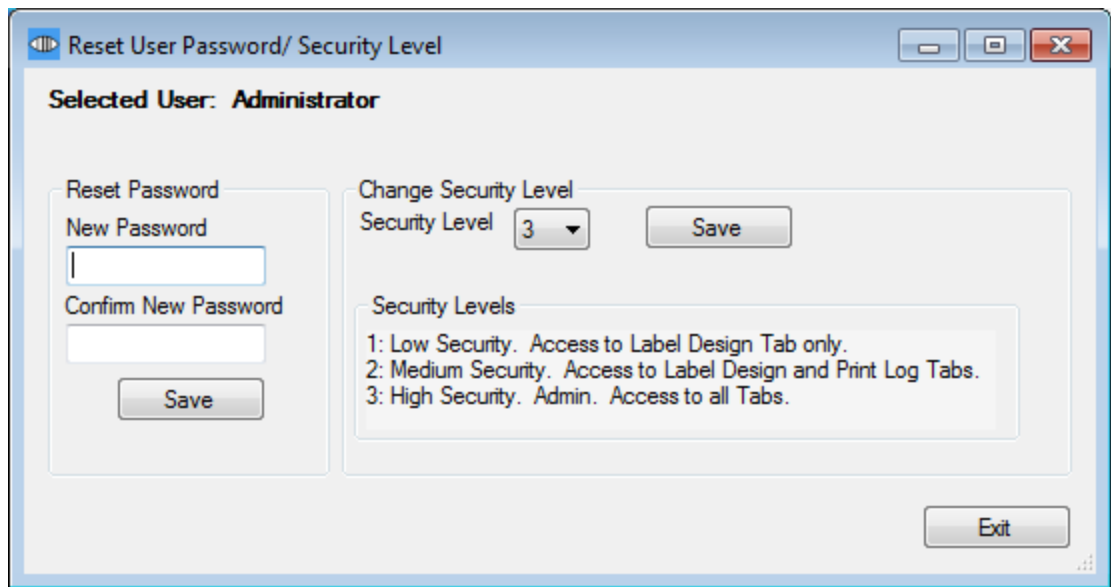 Reset User Password/ Security Level
Selected User:  Administrator
Reset Password
New Password
Confirm New Password
Save
Change Security Level
Security Level 3 Save
Security Levels
1: Low Security.  Access to Label Design Tab only.
2: Medium Security.  Access to Label Design and Print Log Tabs.
3: High Security.  Admin.  Access to all Tabs.
Exit